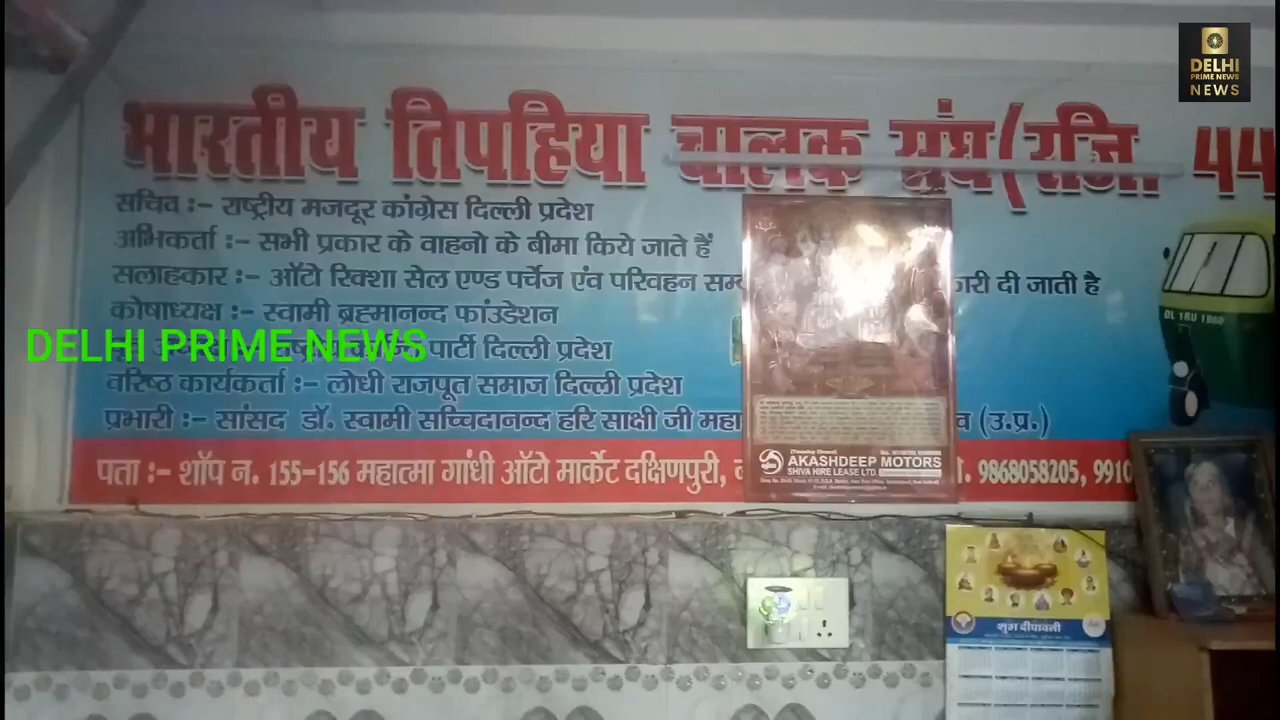 DELHI
PRIME NEWS
NEWS
भारतीय तिपहिया चालक संघ (रजि. 44
सचिव :- राष्ट्रीय मजदूर कांग्रेस दिल्ली प्रदेश
अभिकर्ता :- सभी प्रकार के वाहनो के बीमा किये जाते हैं
सलाहकार :- ऑटो रिक्शा सेल एण्ड पर्चेज एंव परिवहन सम्ब कारी दी जाती है
कोषाध्यक्ष :- स्वामी ब्रह्मानन्द फांउडेशन
DELHI PRIME NEWS
पार्टी दिल्ली प्रदेश
वरिष्ठ कार्यकर्ता :- लोधी राजपूत समाज दिल्ली प्रदेश
प्रभारी :- सांसद डॉ. स्वामी सच्चिदानन्द हरि साक्षी जी महा व (उ.प्र.)
पता :- शॉप न. 155-156 महात्मा गांधी ऑटो मार्केट दक्षिणपुरी, 9868058205, 9910
AKASHDEEP MOTORS
SHIVA HIRE LEASE LTD.
शुभ दीपावली